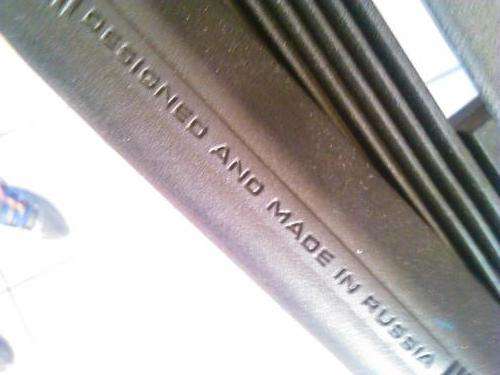 DESIGNED AND MADE IN RUSSIA